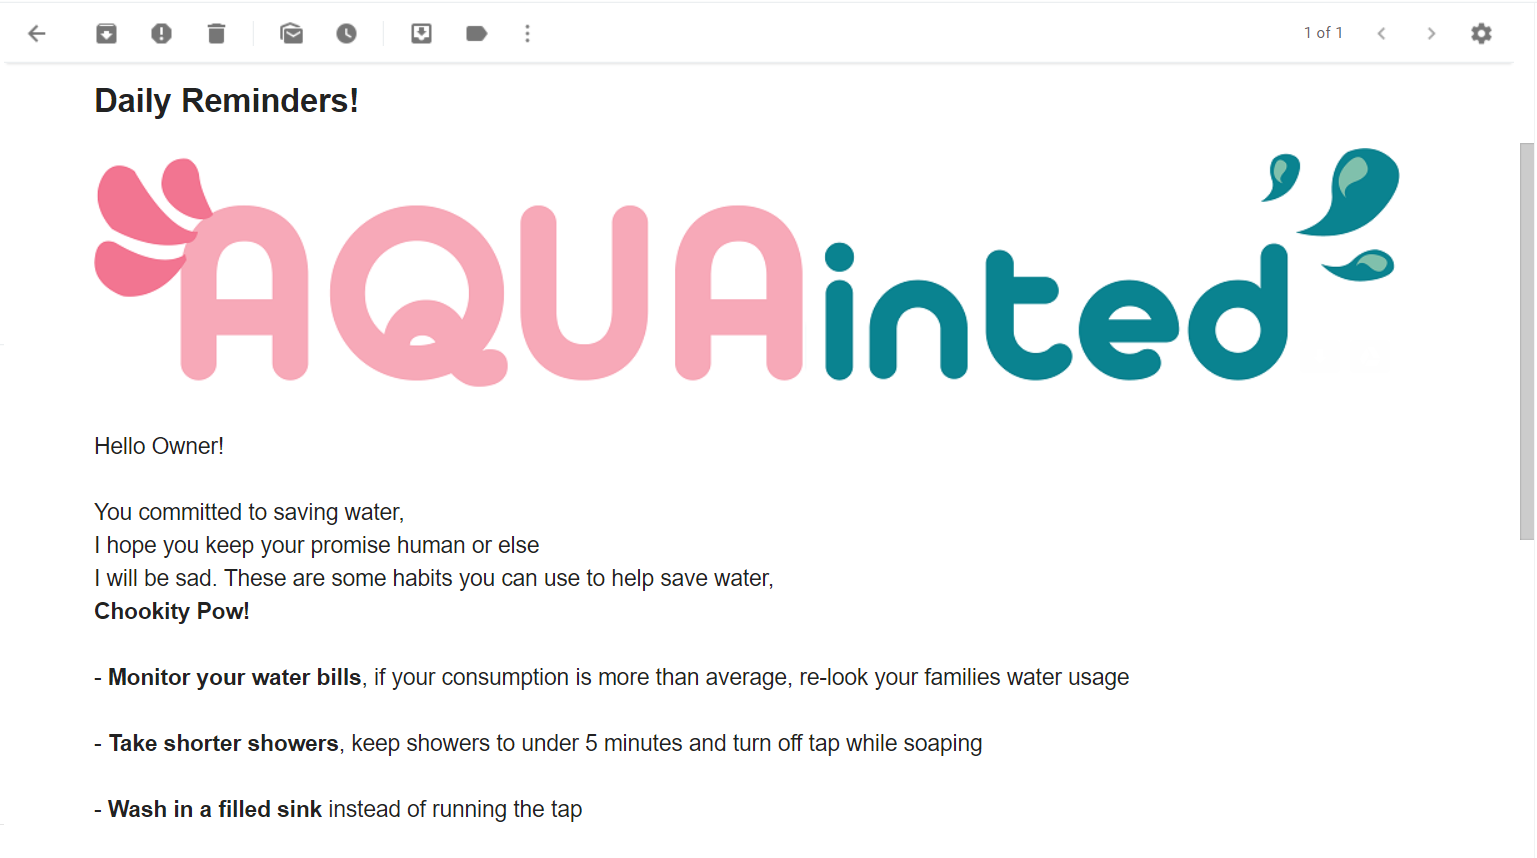 1 of 1
Daily Reminders!
AQUAinted
Hello Owner!
You committed to saving water,
I hope you keep your promise human or else
I will be sad. These are some habits you can use to help save water,
Chookity Pow!
- Monitor your water bills, if your consumption is more than average, re-look your families water usage
- Take shorter showers, keep showers to under 5 minutes and turn off tap while soaping
- Wash in a filled sink instead of running the tap